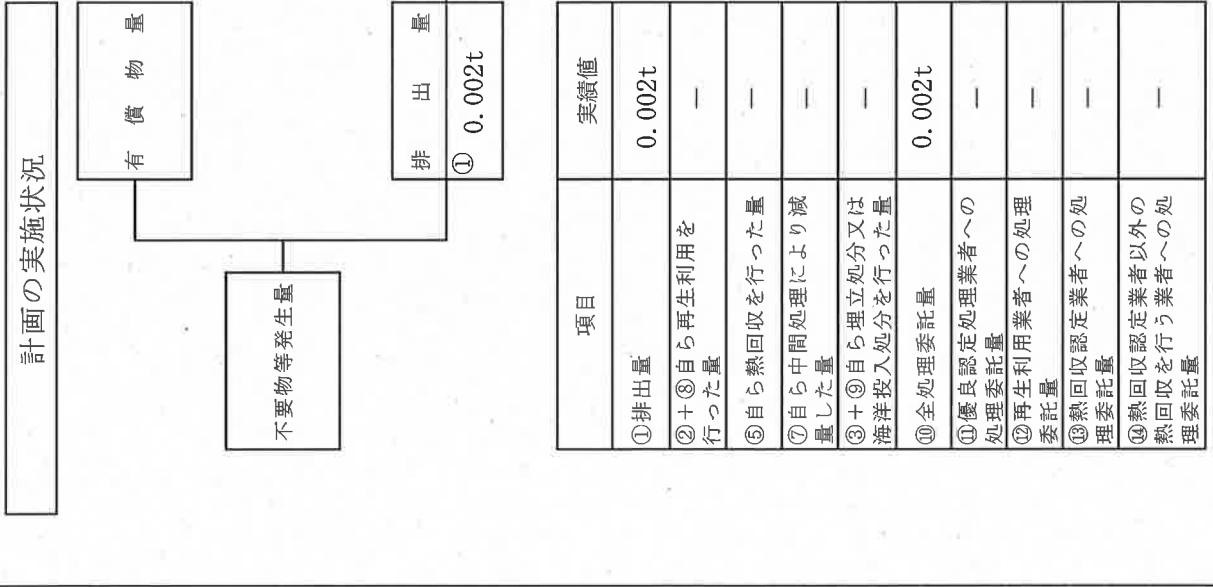 計画の実施状況
有償物量
不要物等発生量
排出量
① 0.002t
項目 実績値
①排出量 0.002t
②+⑧自ら再生利用を
行った量 —
⑤自ら熱回収を行った量 —
⑦自ら中間処理により減
量した量 —
③+⑨自ら埋立処分又は
海洋投入処分を行った量 —
⑩全処理委託量 0.002t
⑪優良認定処理業者への
処理委託量 —
⑫再生利用業者への処理
委託量 —
⑬熱回収認定業者への処
理委託量 —
⑭熱回収認定業者以外の
熱回収を行う業者への処
理委託量 —